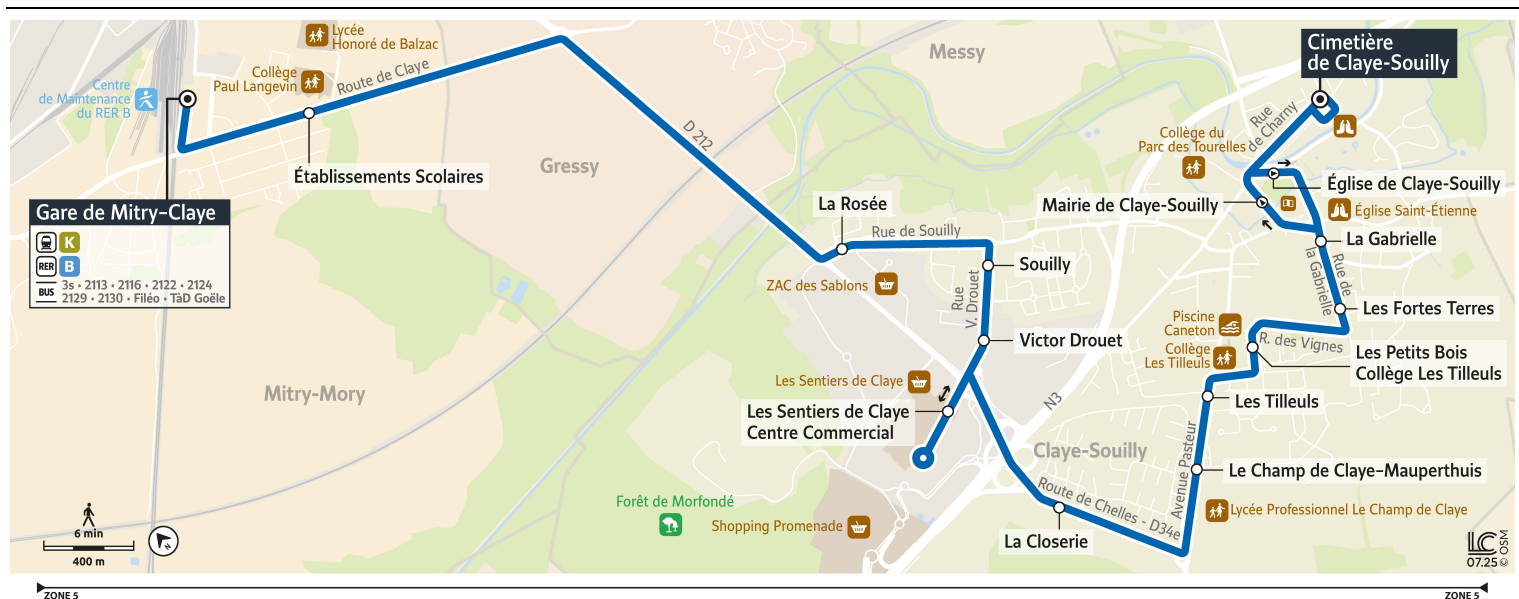 Lycée
Honoré de Balzac
Collège
Paul Langevin
Route de Claye
Centre
de Maintenance
du RER B
Établissements Scolaires
Gare de Mitry-Claye
K
RER
B
BUS
3s • 2113 • 2116 • 2122 • 2124
2129 • 2130 • Filéo • TàD Goële
Gressy
D 212
Messy
Mitry-Mory
La Rosée
Rue de Souilly
ZAC des Sablons
Souilly
Rue
V. Drouet
Victor Drouet
Les Sentiers de Claye
Les Sentiers de Claye
Centre Commercial
Forêt de Morfondé
Shopping Promenade
N3
Claye-Souilly
Route de Chelles - D34e
La Closerie
Cimetière
de Claye-Souilly
Rue
de Charny
Collège du
Parc des Tourelles
Église de Claye-Souilly
Mairie de Claye-Souilly
Église Saint-Étienne
La Gabrielle
Rue de
la Gabrielle
Les Fortes Terres
Piscine
Caneton
R. des Vignes
Collège
Les Tilleuls
Les Petits Bois
Collège Les Tilleuls
Les Tilleuls
Avenue Pasteur
Le Champ de Claye-Mauperthuis
Lycée Professionnel Le Champ de Claye
6 min
400 m
N
LC
07.25
© OSM
ZONE 5
ZONE 5